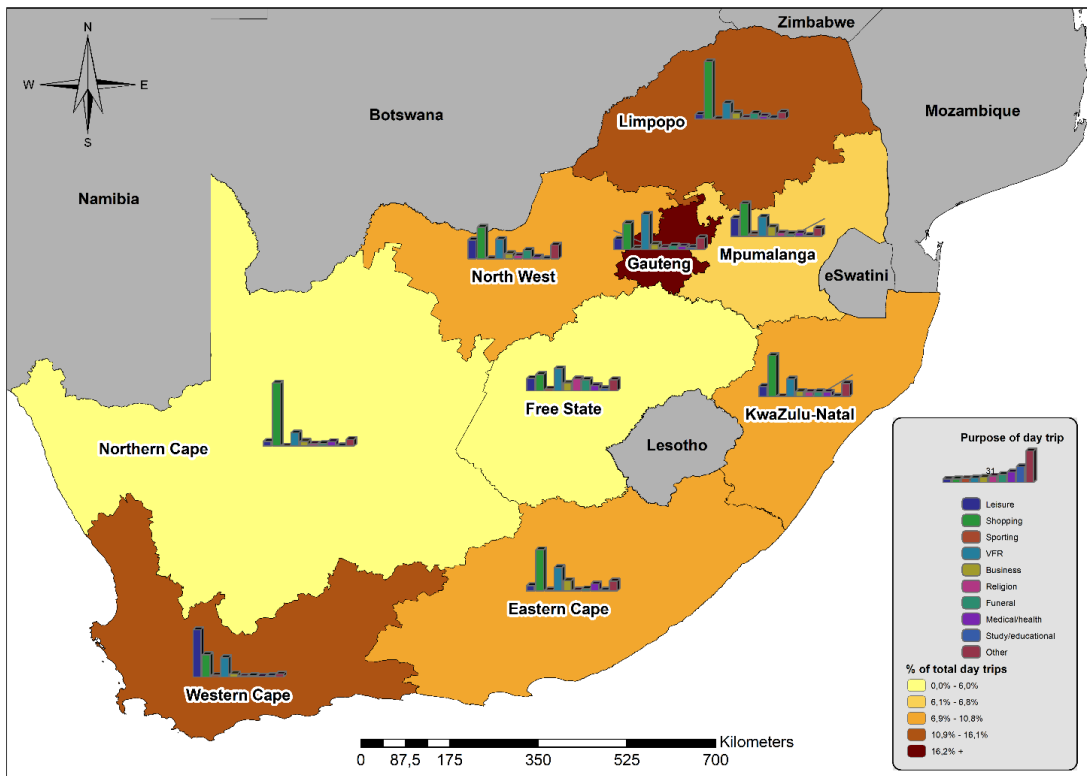 Zimbabwe
N
W E
S
Botswana
Mozambique
Limpopo
Namibia
North West
Gauteng
Mpumalanga
eSwatini
Free State
KwaZulu-Natal
Northern Cape
Lesotho
Eastern Cape
Western Cape
Purpose of day trip
31
Leisure
Shopping
Sporting
VFR
Business
Religion
Funeral
Medical/health
Study/educational
Other
% of total day trips
0,0% - 6,0%
6,1% - 6,8%
6,9% - 10,8%
10,9% - 16,1%
16,2% +
Kilometers
0 87,5 175 350 525 700